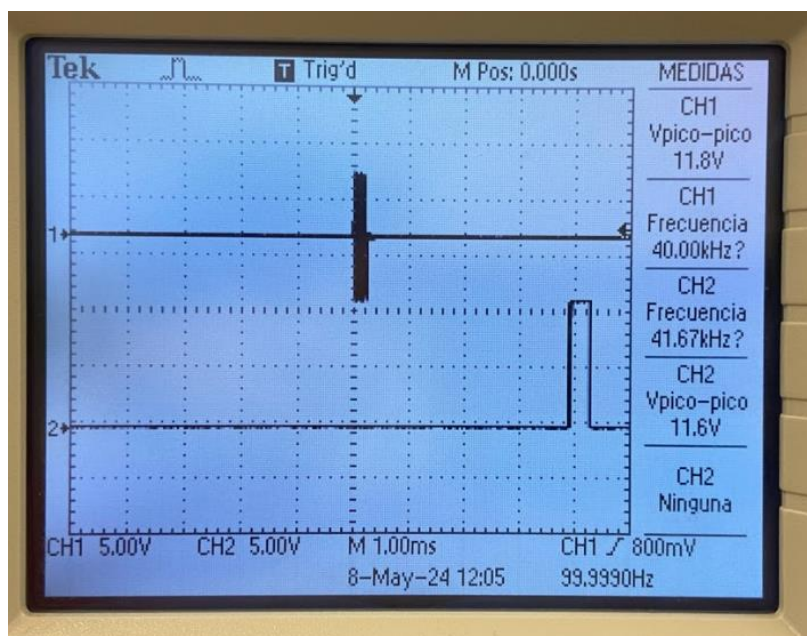 Tek
T Trig'd
M Pos: 0.000s
MEDIDAS
CH1
Vpico-pico
11.8V
CH1
Frecuencia
40.00kHz?
CH2
Frecuencia
41.67kHz?
CH2
Vpico-pico
11.6V
CH2
Ninguna
1
2
CH1 5.00V
CH2 5.00V
M 1.00ms
CH1 / 800mV
8-May-24 12:05
99.9990Hz